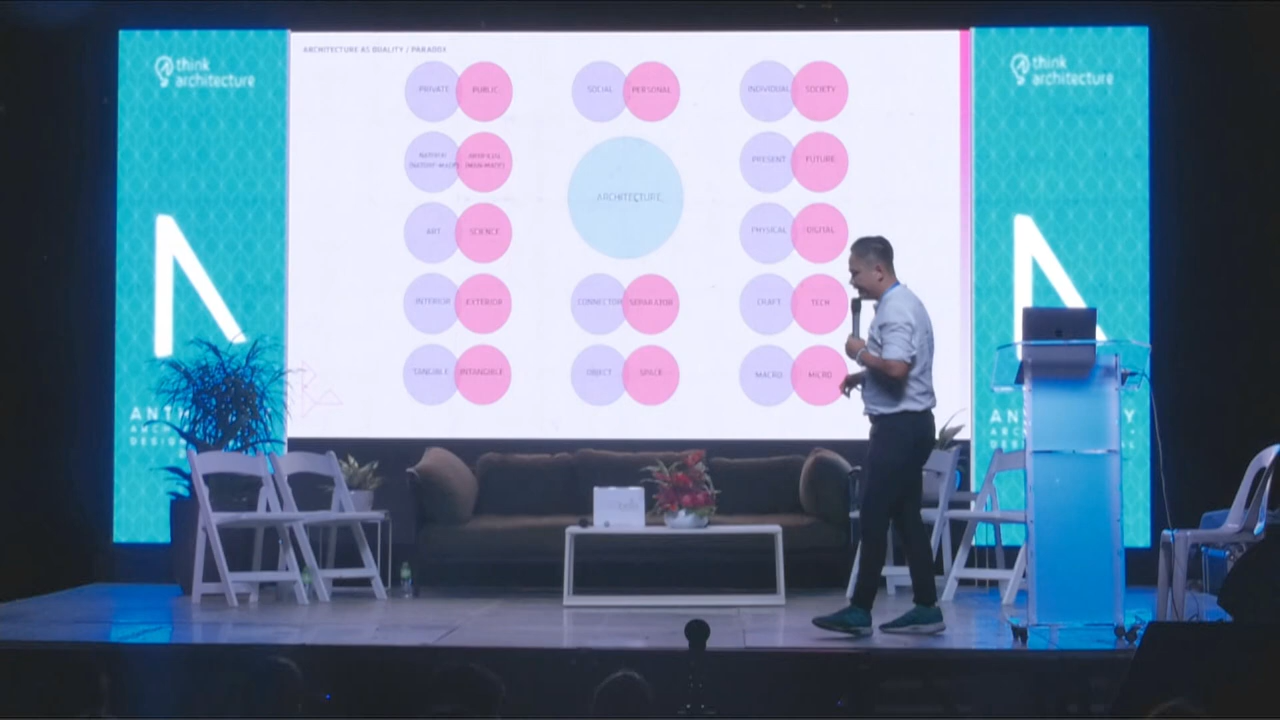 think
architecture
ARCHITECTURE AS DUALITY / PARADOX
think
architecture
PRIVATE PUBLIC
SOCIAL PERSONAL
INDIVIDUAL SOCIETY
PRESENT FUTURE
ARCHITECTURE
ART SCIENCE
PHYSICAL DIGITAL
INTERIOR EXTERIOR
CONNECTOR SEPARATOR
CRAFT TECH
TANGIBLE INTANGIBLE
OBJECT SPACE
MACRO MICRO